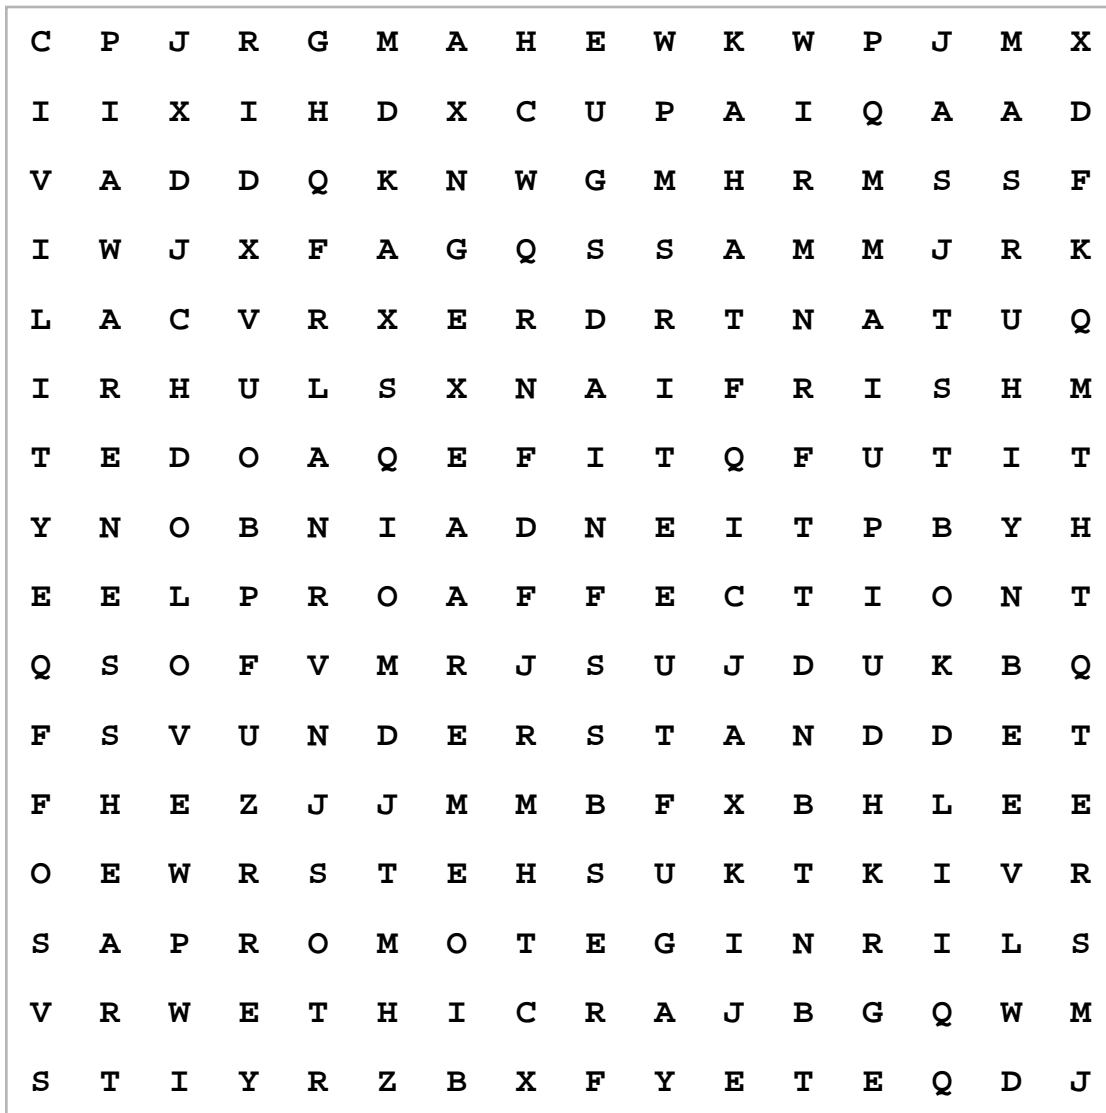 C P J R G M A H E W K W P J M X
I I X I H D X C U P A I Q A A D
V A D D Q K N W G M H R M S S F
I W J X F A G Q S S A M M J R K
L A C V R X E R D R T N A T U Q
I R H U L S X N A I F R I S H M
T E D O A Q E F I T Q F U T I T
Y N O B N I A D N E I T P B Y H
E E L P R O A F F E C T I O N T
Q S O F V M R J S U J D U K B Q
F S V U N D E R S T A N D D E T
F H E Z J J M M B F X B H L E E
O E W R S T E H S U K T K I V R
S A P R O M O T E G I N R I L S
V R W E T H I C R A J B G Q W M
S T I Y R Z B X F Y E T E Q D J